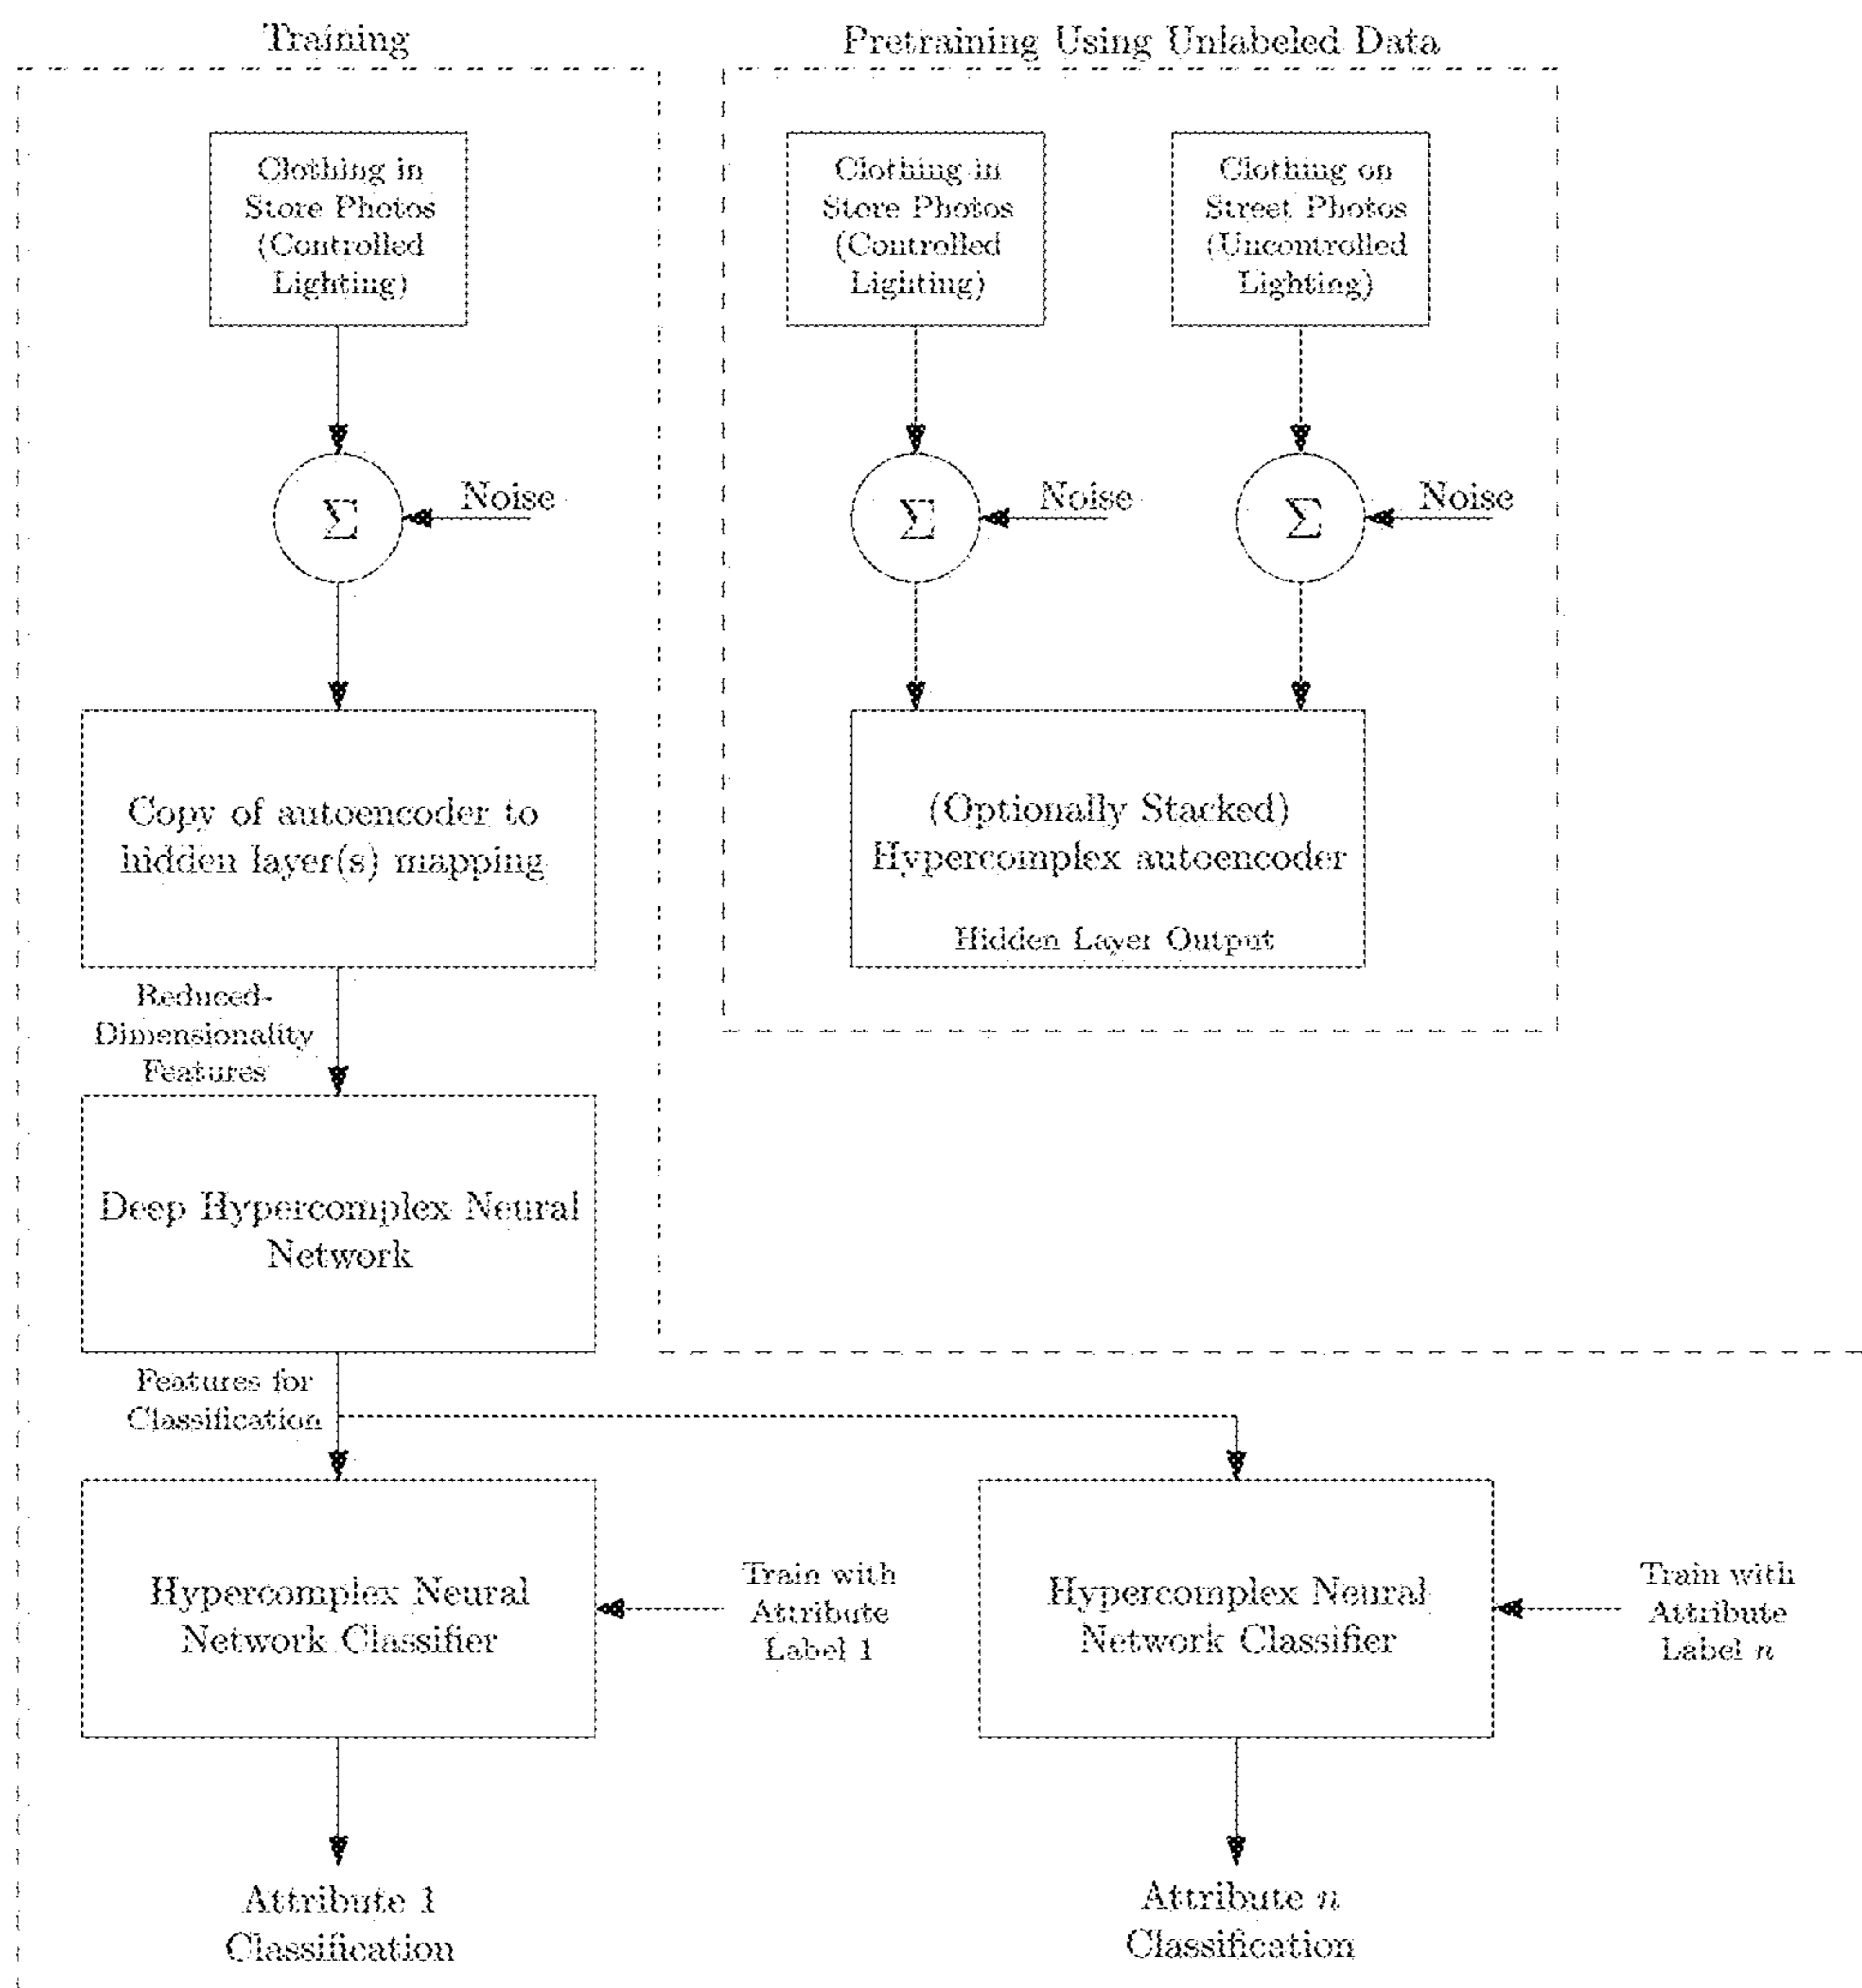 Training
Clothing in
Store Photos
(Controlled
Lighting)
Σ
Noise
Copy of autoencoder to
hidden layer(s) mapping
Reduced-
Dimensionality
Features
Deep Hypercomplex Neural
Network
Features for
Classification
Hypercomplex Neural
Network Classifier
Train with
Attribute
Label 1
Attribute 1
Classification
Pretraining Using Unlabeled Data
Clothing in
Store Photos
(Controlled
Lighting)
Σ
Noise
Clothing on
Street Photos
(Uncontrolled
Lighting)
Σ
Noise
(Optionally Stacked)
Hypercomplex autoencoder
Hidden Layer Output
Hypercomplex Neural
Network Classifier
Train with
Attribute
Label n
Attribute n
Classification